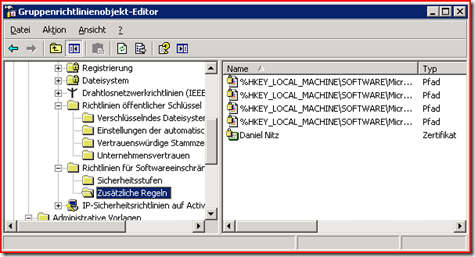 Gruppenrichtlinienobjekt-Editor
Datei Aktion Ansicht ?
Registrierung
Dateisystem
Drahtlosnetzwerkrichtlinien (IEEE
Richtlinien öffentlicher Schlüssel
Verschlüsselndes Dateisystem
Einstellungen der automatisc
Vertrauenswürdige Stammze
Unternehmensvertrauen
Richtlinien für Softwareeinschrän
Sicherheitsstufen
Zusätzliche Regeln
IP-Sicherheitsrichtlinien auf Activ
Administrative Vorlagen
Name Typ
%HKEY_LOCAL_MACHINE\SOFTWARE\Micr... Pfad
%HKEY_LOCAL_MACHINE\SOFTWARE\Micr... Pfad
%HKEY_LOCAL_MACHINE\SOFTWARE\Micr... Pfad
%HKEY_LOCAL_MACHINE\SOFTWARE\Micr... Pfad
Daniel Nitz Zertifikat